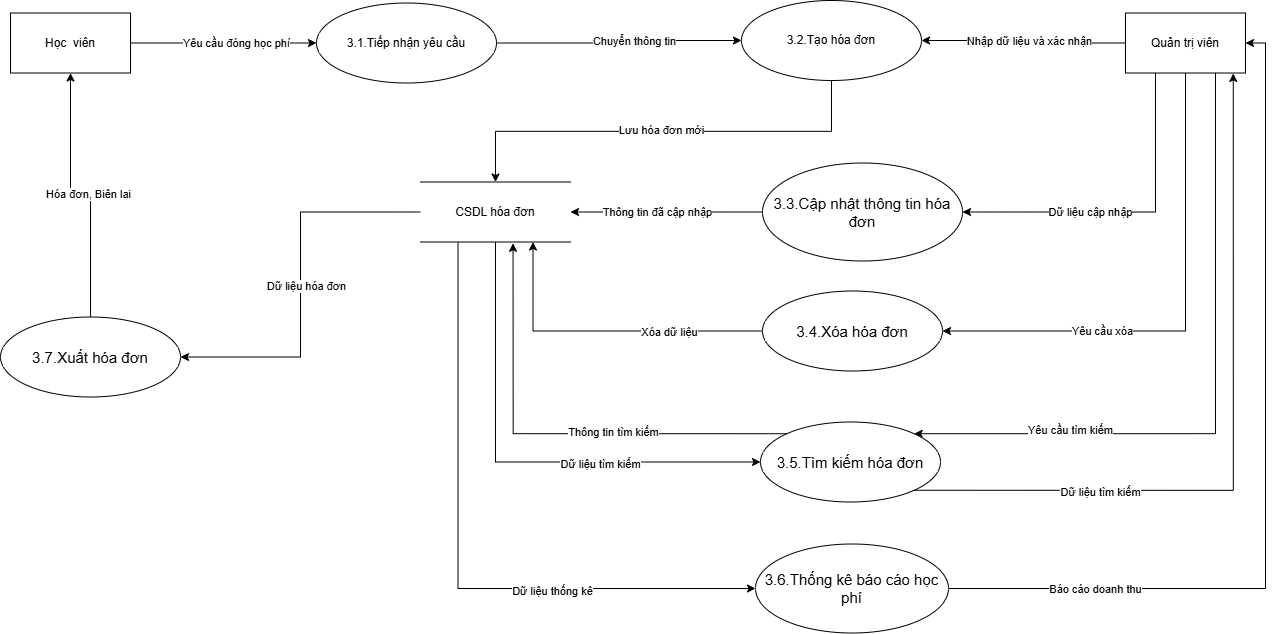 Học viên
Yêu cầu đóng học phí
3.1.Tiếp nhận yêu cầu
Chuyển thông tin
3.2.Tạo hóa đơn
Nhập dữ liệu và xác nhận
Quản trị viên
Lưu hóa đơn mới
Hóa đơn, Biên lai
CSDL hóa đơn
Thông tin đã cập nhập
3.3.Cập nhật thông tin hóa
đơn
Dữ liệu cập nhập
Dữ liệu hóa đơn
Xóa dữ liệu
3.4.Xóa hóa đơn
Yêu cầu xóa
3.7.Xuất hóa đơn
Thông tin tìm kiếm
Yêu cầu tìm kiếm
Dữ liệu tìm kiếm
3.5.Tìm kiếm hóa đơn
Dữ liệu tìm kiếm
Dữ liệu thống kê
3.6.Thống kê báo cáo học
phí
Báo cáo doanh thu